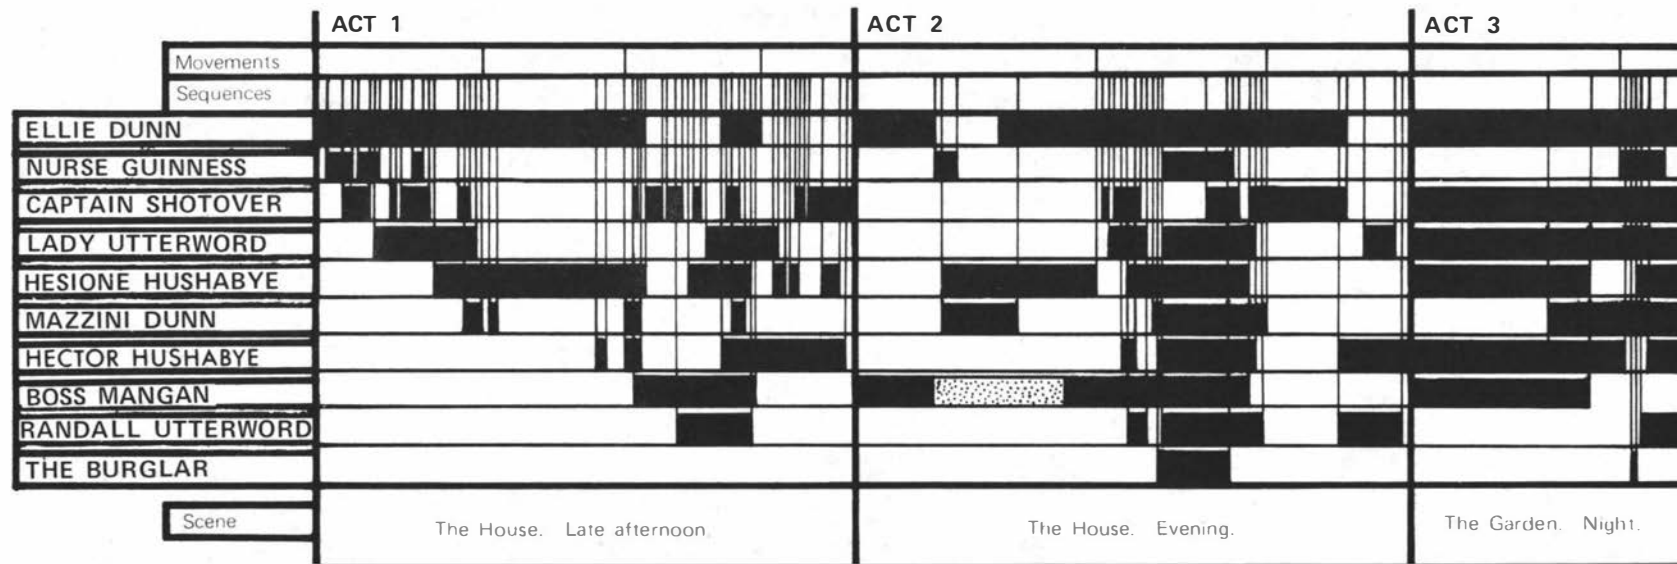 ACT 1
ACT 2
ACT 3
Movements
Sequences
ELLIE DUNN
NURSE GUINNESS
CAPTAIN SHOTOVER
LADY UTTERWORD
HESIONE HUSHABYE
MAZZINI DUNN
HECTOR HUSHABYE
BOSS MANGAN
RANDALL UTTERWORD
THE BURGLAR
Scene
The House. Late afternoon.
The House. Evening.
The Garden. Night.